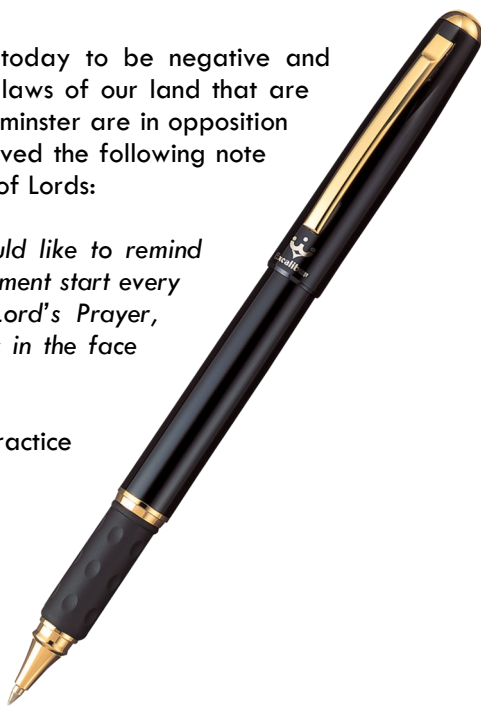 today to be negative and
laws of our land that are
minster are in opposition
ved the following note
of Lords:
uld like to remind
ment start every
Lord’s Prayer,
in the face
ractice
Excalibur